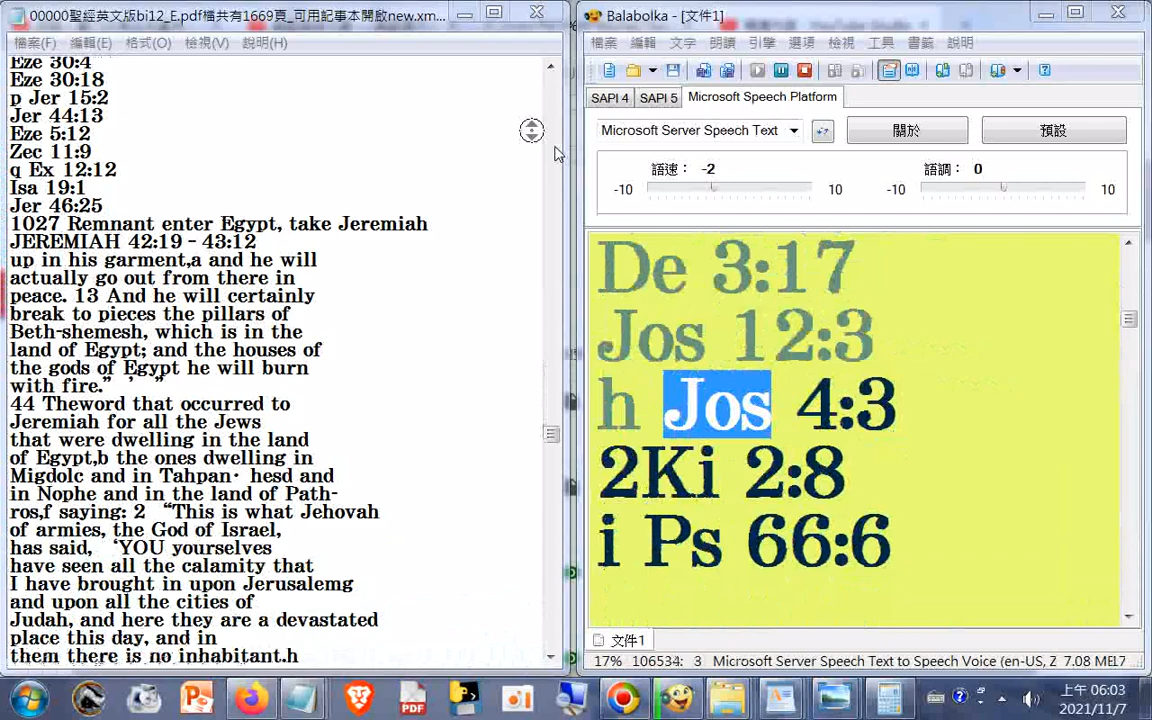 00000聖經英文版bi12_E.pdf檔共有1669頁_可用記事本開啟new.xm...
檔案(F) 編輯(E) 格式(O) 檢視(V) 說明(H)
Eze 30:4
Eze 30:18
p Jer 15:2
Jer 44:13
Eze 5:12
Zec 11:9
q Ex 12:12
Isa 19:1
Jer 46:25
1027 Remnant enter Egypt, take Jeremiah
JEREMIAH 42:19–43:12
up in his garment,a and he will
actually go out from there in
peace. 13 And he will certainly
break to pieces the pillars of
Beth-shemesh, which is in the
land of Egypt; and the houses of
the gods of Egypt he will burn
with fire.” ’ ”
44 Theword that occurred to
Jeremiah for all the Jews
that were dwelling in the land
of Egypt,b the ones dwelling in
Migdolc and in Tahpan· hesd and
in Nophe and in the land of Path-
ros,f saying: 2 “This is what Jehovah
of armies, the God of Israel,
has said, ‘YOU yourselves
have seen all the calamity that
I have brought in upon Jerusalemg
and upon all the cities of
Judah, and here they are a devastated
place this day, and in
them there is no inhabitant.h
Balabolka - [文件1]
檔案 編輯 文字 朗讀 引擎 選項 檢視 工具 書籤 說明
SAPI 4 SAPI 5 Microsoft Speech Platform
Microsoft Server Speech Text 關於 預設
語速： -2 語調： 0
-10 10 -10 10
De 3:17
Jos 12:3
h Jos 4:3
2Ki 2:8
i Ps 66:6
文件1
17% 106534: 3 Microsoft Server Speech Text to Speech Voice (en-US, Z 7.08 MB
上午 06:03
2021/11/7